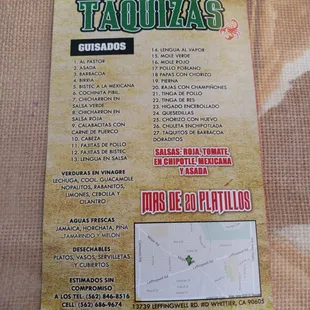 TAQUIZAS
GUISADOS
1. AL PASTOR
2. ASADA
3. BARBACOA
4. BIRRIA
5. BISTEC A LA MEXICANA
6. COCHINITA PIBIL
7. CHICHARRON EN
SALSA VERDE
8. CHICHARRON EN
SALSA ROJA
9. CALABACITAS CON
CARNE DE PUERCO
10. CABEZA
11. FAJITAS DE POLLO
12. FAJITAS DE BISTEC
13. LENGUA EN SALSA
14. LENGUA AL VAPOR
15. MOLE VERDE
16. MOLE ROJO
17. POLLO POBLANO
18 PAPAS CON CHORIZO
19. PIERNA
20. RAJAS CON CHAMPIÑONES
21. TINGA DE POLLO
22. TINGA DE RES
23. HIGADO ENCEBOLLADO
24. QUESEDILLAS
25. CHORIZO CON HUEVO
26. CHULETA ENCHIPOTLADA
27. TAQUITOS DE BARBACOA
DORADITOS
SALSAS: ROJA, TOMATE,
EN CHIPOTLE, MEXICANA
Y ASADA
VERDURAS EN VINAGRE
LECHUGA, COOL, GUACAMOLE
NOPALITOS, RABANITOS,
LIMONES, CEBOLLA Y
CILANTRO
MAS DE 20 PLATILLOS
AGUAS FRESCAS
JAMAICA, HORCHATA, PIÑA
TAMARINDO Y MELON
DESECHABLES
PLATOS, VASOS, SERVILLETAS
Y CUBIERTOS
ESTIMADOS SIN
COMPROMISO
A LOS TEL: (562) 846-8516
CELL: (562) 686-9674
13739 LEFFINGWELL RD. #D WHITTIER, CA 90605